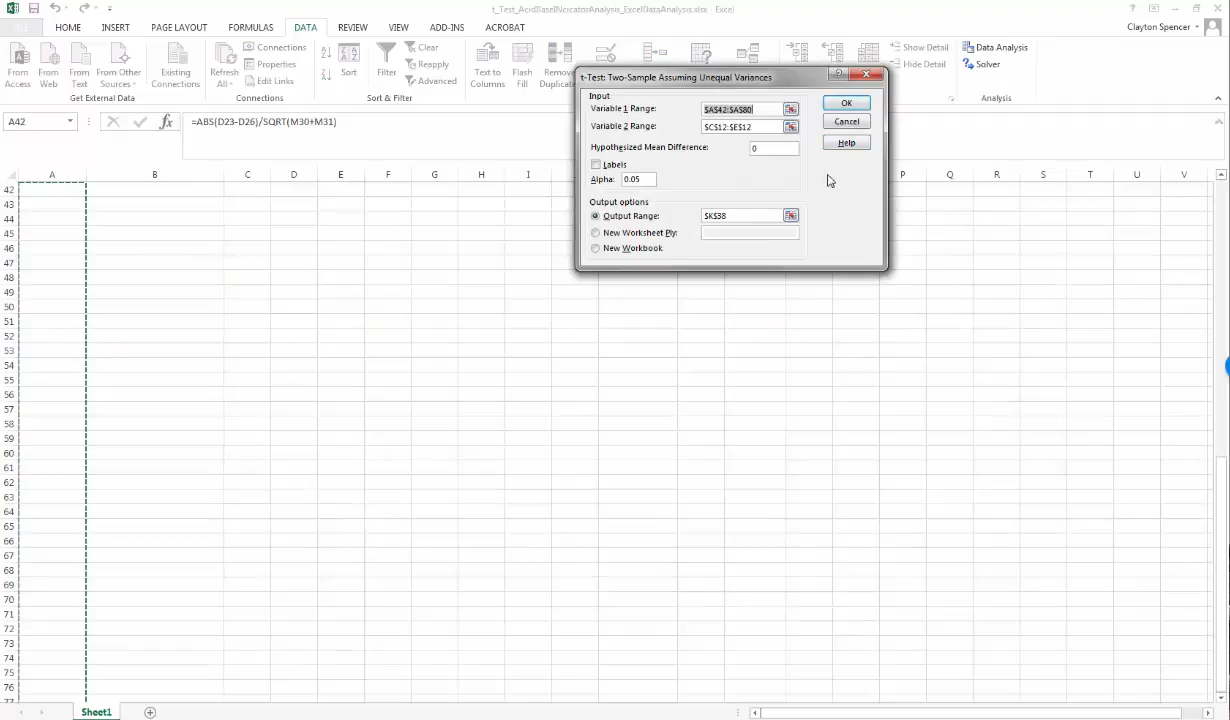 t_Test_AcidBaseINcicatorAnalysis_ExcelDataAnalysis.xlsx - Excel
HOME INSERT PAGE LAYOUT FORMULAS DATA REVIEW VIEW ADD-INS ACROBAT
Clayton Spencer
From Access
From Web
From Text
From Other Sources
Existing Connections
Get External Data
Refresh All
Connections
Properties
Edit Links
Connections
Sort
Filter
Clear
Reapply
Advanced
Sort & Filter
Text to Columns
Flash Fill
Remove Duplicates
Show Detail
Hide Detail
Data Analysis
Solver
Analysis
t-Test: Two-Sample Assuming Unequal Variances
Input
Variable 1 Range: $A$42:$A$80
Variable 2 Range: $C$12:$E$12
Hypothesized Mean Difference: 0
Labels
Alpha: 0.05
Output options
Output Range: $K$38
New Worksheet Ply:
New Workbook
OK
Cancel
Help
A42
fx
=ABS(D23-D26)/SQRT(M30+M31)
A B C D E F G H I P Q R S T U V
42
43
44
45
46
47
48
49
50
51
52
53
54
55
56
57
58
59
60
61
62
63
64
65
66
67
68
69
70
71
72
73
74
75
76
77
Sheet1